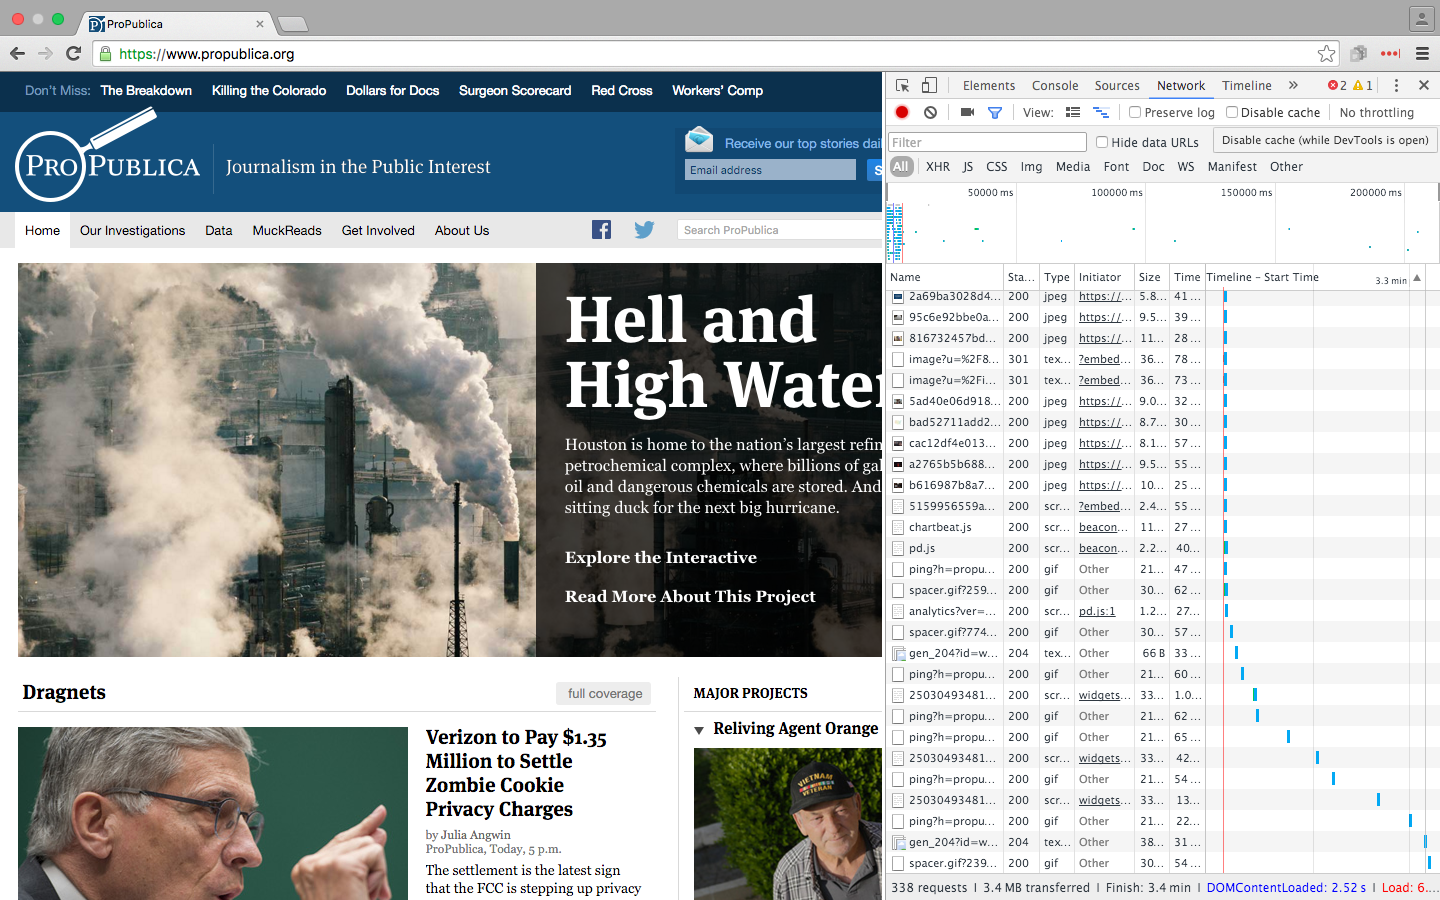 ProPublica
https://www.propublica.org
Don't Miss: The Breakdown Killing the Colorado Dollars for Docs Surgeon Scorecard Red Cross Workers' Comp
PROPUBLICA
Journalism in the Public Interest
Receive our top stories dail
Email address
S
Home Our Investigations Data MuckReads Get Involved About Us
Search ProPublica
Hell and
High Water
Houston is home to the nation's largest refin
petrochemical complex, where billions of gal
oil and dangerous chemicals are stored. And
sitting duck for the next big hurricane.
Explore the Interactive
Read More About This Project
Dragnets
full coverage
Verizon to Pay $1.35
Million to Settle
Zombie Cookie
Privacy Charges
by Julia Angwin
ProPublica, Today, 5 p.m.
The settlement is the latest sign
that the FCC is stepping up privacy
MAJOR PROJECTS
Reliving Agent Orange
VIETNAM
VETERAN
Elements Console Sources Network Timeline » 2 1
View: Preserve log Disable cache No throttling
Filter
Hide data URLs
Disable cache (while DevTools is open)
All XHR JS CSS Img Media Font Doc WS Manifest Other
50000 ms 100000 ms 150000 ms 200000 ms
Name Sta... Type Initiator Size Time Timeline – Start Time 3.3 min
2a69ba3028d4... 200 jpeg https://... 5.8... 41...
95c6e92bbe0a... 200 jpeg https://... 9.5... 39...
816732457bd... 200 jpeg https://... 11... 28...
image?u=%2F8... 301 tex... ?embed... 36... 78...
image?u=%2Fi... 301 tex... ?embed... 36... 73...
5ad40e06d918... 200 jpeg https://... 9.0... 32...
bad52711add2... 200 jpeg https://... 8.7... 30...
cac12df4e013... 200 jpeg https://... 8.1... 57...
a2765b5b688... 200 jpeg https://... 9.5... 55...
b616987b8a7... 200 jpeg https://... 10... 25...
5159956559a... 200 scr... ?embed... 2.4... 55...
chartbeat.js 200 scr... beacon... 11... 27...
pd.js 200 scr... beacon... 2.2... 40...
ping?h=propu... 200 gif Other 21... 47...
spacer.gif?259... 200 gif Other 30... 62...
analytics?ver=... 200 scr... pd.js:1 1.2... 27...
spacer.gif?774... 200 gif Other 30... 57...
gen_204?id=w... 204 tex... Other 66 B 33...
ping?h=propu... 200 gif Other 21... 60...
25030493481... 200 scr... widgets... 33... 1.0...
ping?h=propu... 200 gif Other 21... 62...
ping?h=propu... 200 gif Other 21... 65...
25030493481... 200 scr... widgets... 33... 42...
ping?h=propu... 200 gif Other 21... 54...
25030493481... 200 scr... widgets... 33... 13...
ping?h=propu... 200 gif Other 21... 22...
gen_204?id=w... 204 tex... Other 38... 31...
spacer.gif?239... 200 gif Other 30... 54...
338 requests | 3.4 MB transferred | Finish: 3.4 min | DOMContentLoaded: 2.52 s | Load: 6....